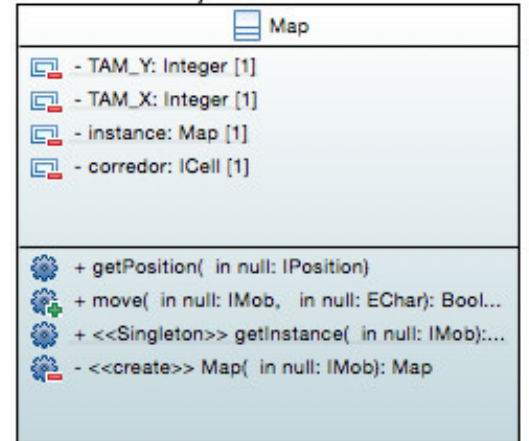 Map
- TAM_Y: Integer [1]
- TAM_X: Integer [1]
- instance: Map [1]
- corredor: ICell [1]
+ getPosition( in null: IPosition)
+ move( in null: IMob, in null: EChar): Bool...
+ <<Singleton>> getInstance( in null: IMob):...
- <<create>> Map( in null: IMob): Map